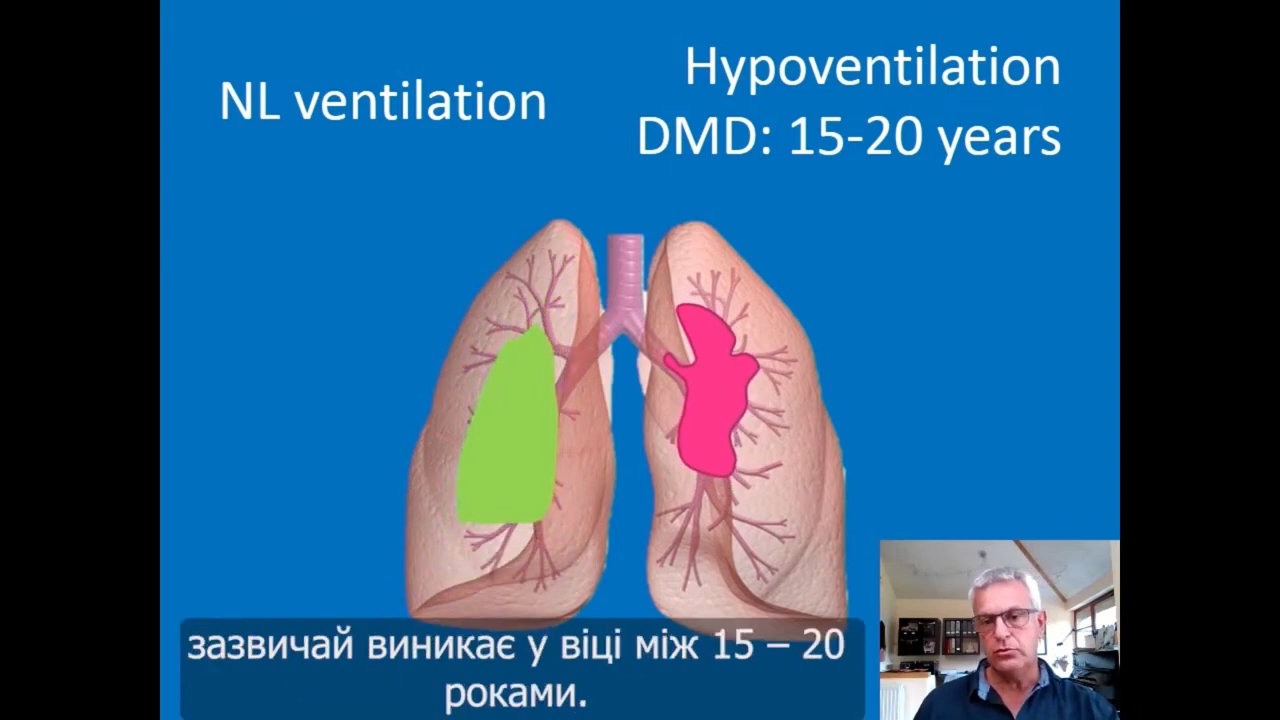 NL ventilation
Hypoventilation
DMD: 15-20 years
зазвичай виникає у віці між 15 – 20
роками.